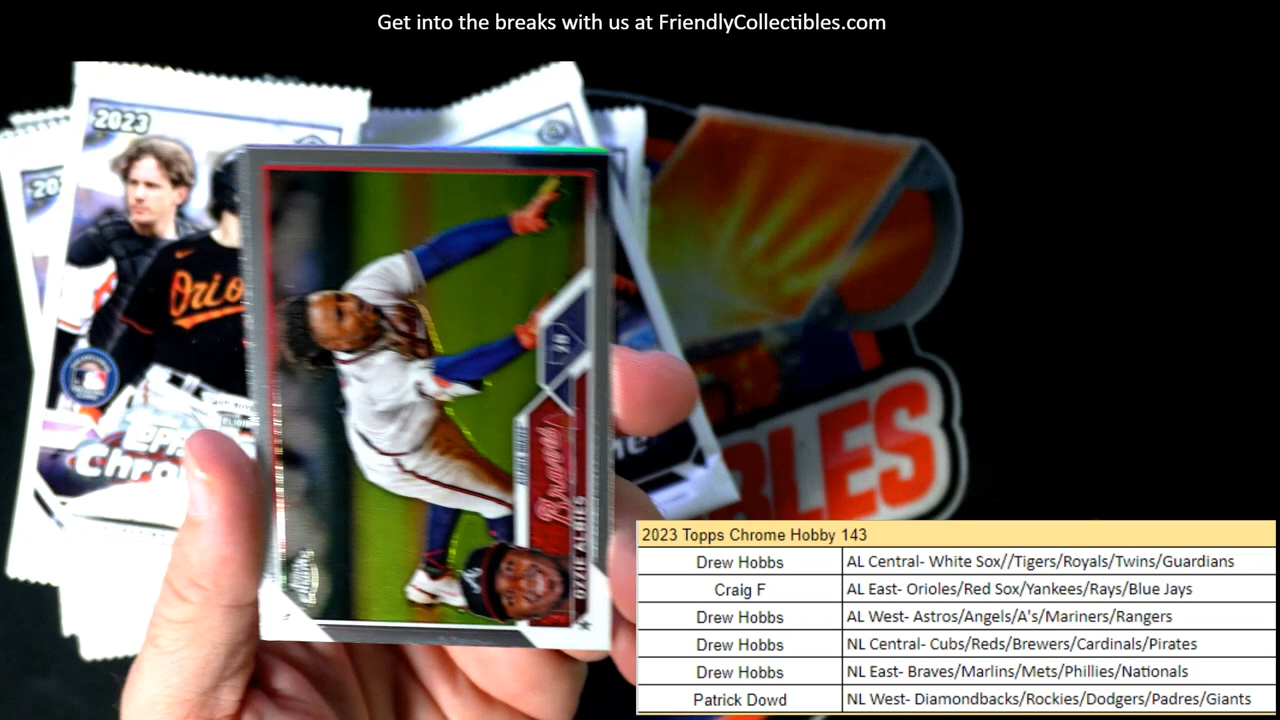 Get into the breaks with us at FriendlyCollectibles.com
2023
Orio
Chro
28
Braves
OZZIE ALBIES
BLES
2023 Topps Chrome Hobby 143
Drew Hobbs AL Central- White Sox//Tigers/Royals/Twins/Guardians
Craig F AL East- Orioles/Red Sox/Yankees/Rays/Blue Jays
Drew Hobbs AL West- Astros/Angels/A's/Mariners/Rangers
Drew Hobbs NL Central- Cubs/Reds/Brewers/Cardinals/Pirates
Drew Hobbs NL East- Braves/Marlins/Mets/Phillies/Nationals
Patrick Dowd NL West- Diamondbacks/Rockies/Dodgers/Padres/Giants